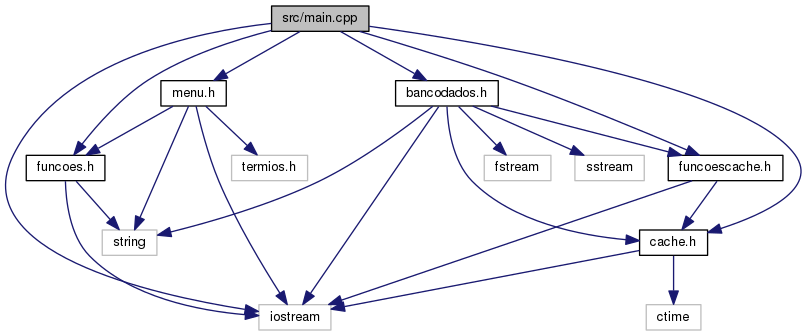 src/main.cpp
menu.h
bancodados.h
funcoes.h
termios.h
fstream
sstream
funcoescache.h
string
cache.h
iostream
ctime